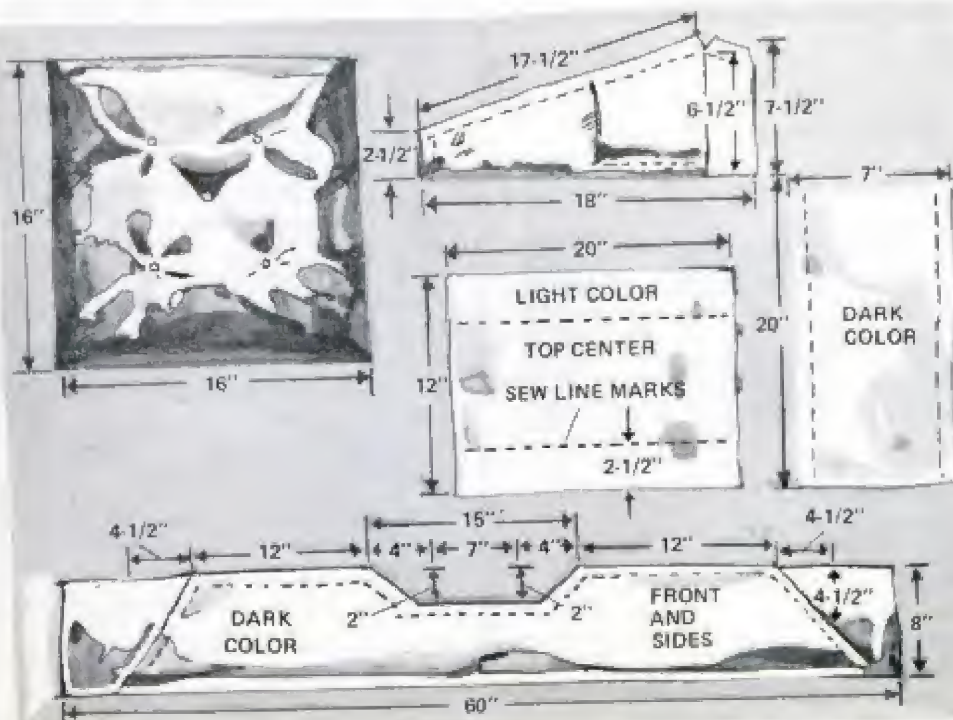 17-1/2"
16"
2-1/2"
6-1/2"
7-1/2"
18"
16"
7"
20"
20"
DARK
COLOR
20"
LIGHT COLOR
12"
TOP CENTER
SEW LINE MARKS
2-1/2"
4-1/2"
12"
15"
4"
7"
4"
12"
4-1/2"
2"
2"
4-1/2"
8"
DARK
COLOR
FRONT
AND
SIDES
60"